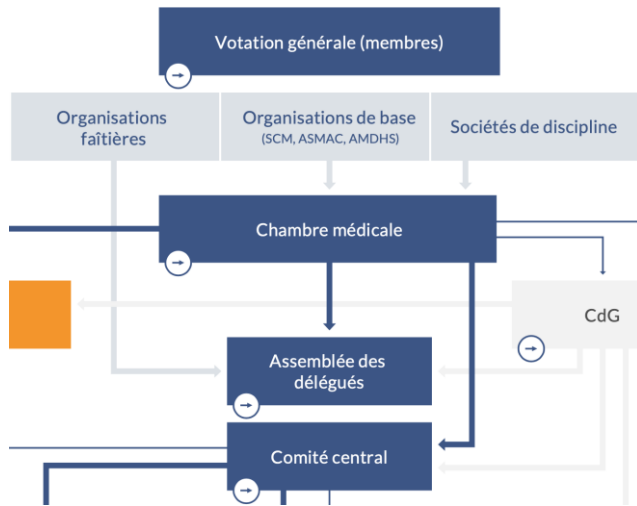 Votation générale (membres)
Organisations
faîtières
Organisations de base
(SCM, ASMAC, AMDHS)
Sociétés de discipline
Chambre médicale
CdG
Assemblée des
délégués
Comité central